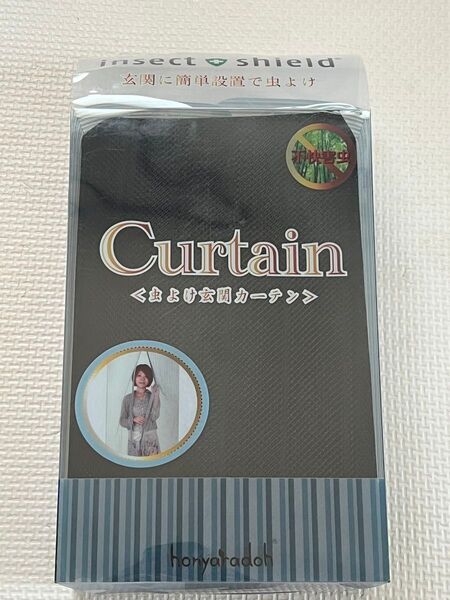 insect shield
玄関に簡単設置で虫よけ
不快害虫
Curtain
<虫よけ玄関カーテン>
honyaradoh